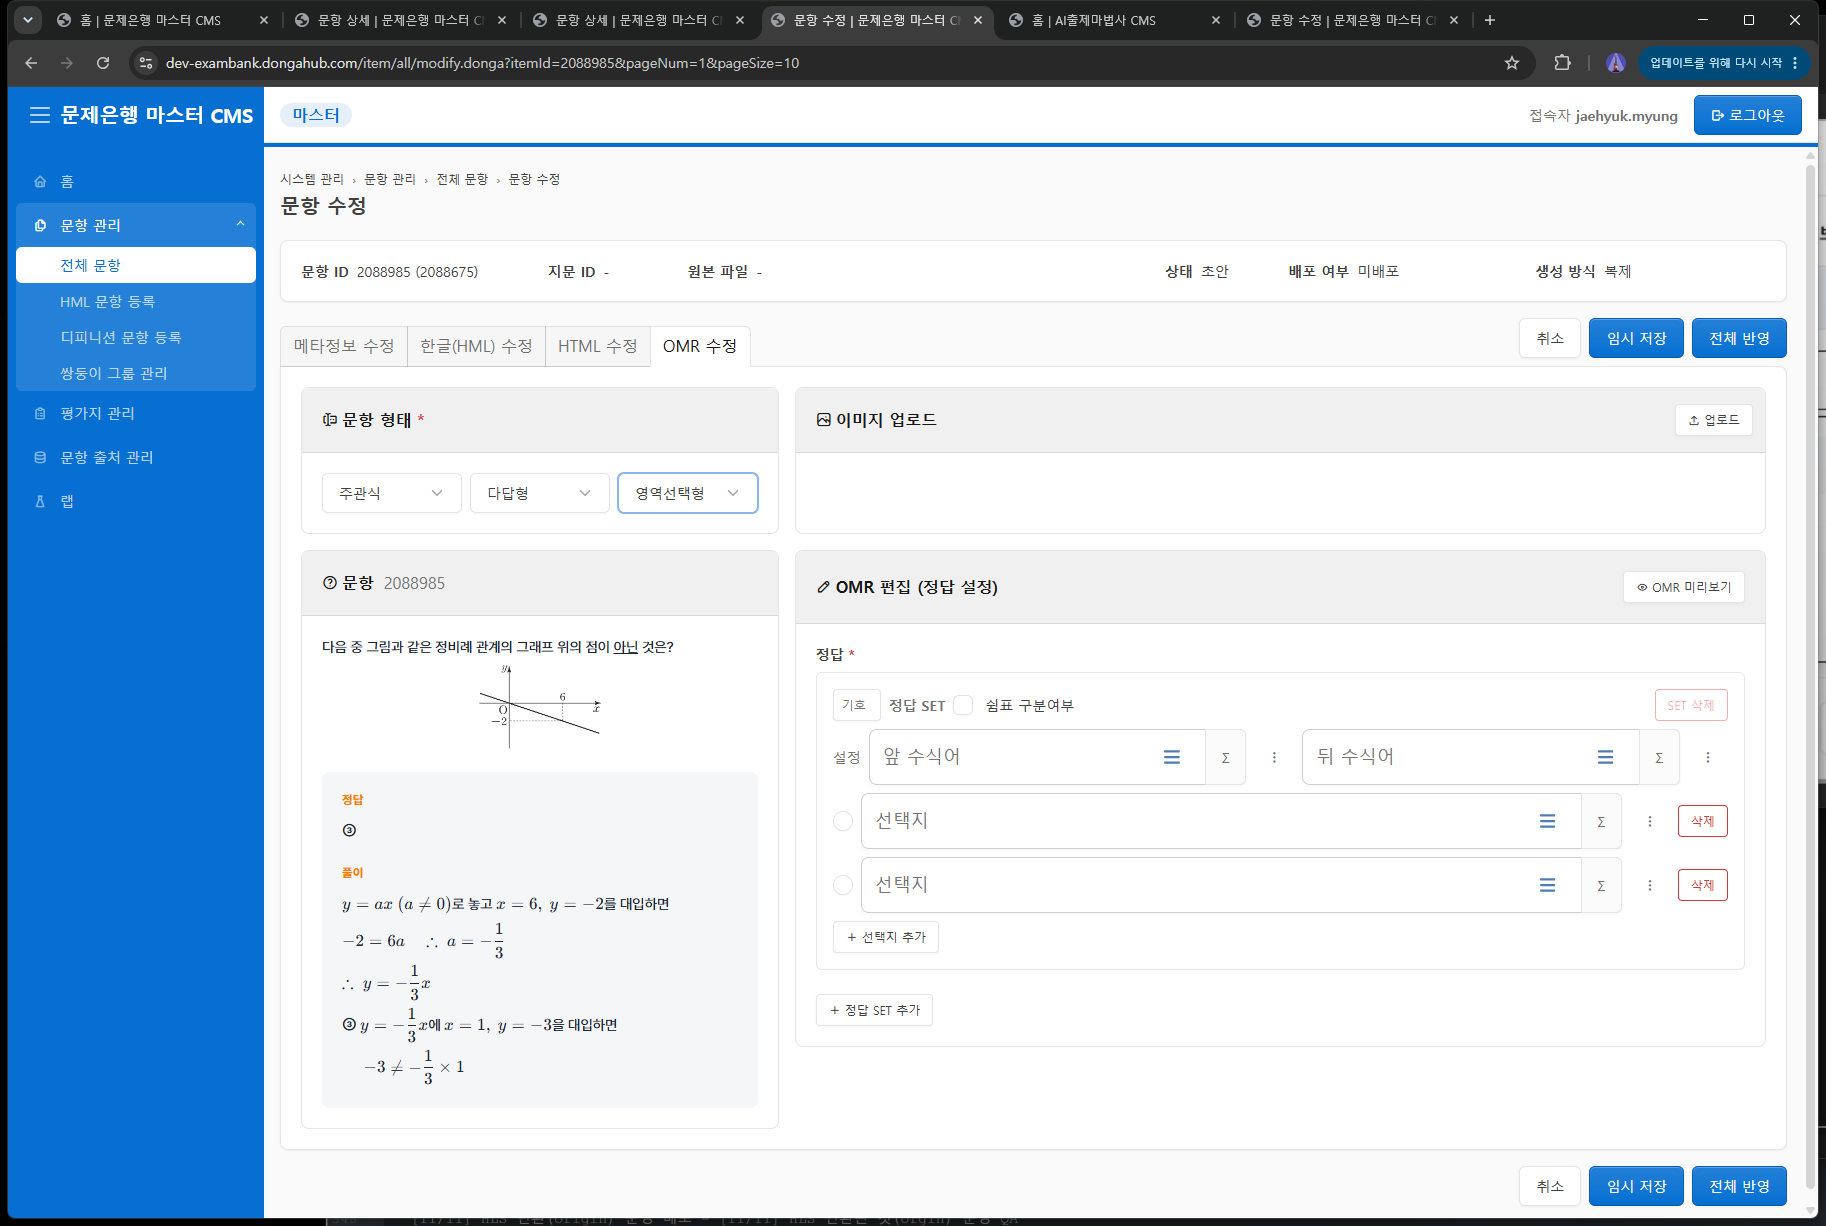 홈 | 문제은행 마스터 CMS
문항 상세 | 문제은행 마스터 C
문항 상세 | 문제은행 마스터 C
문항 수정 | 문제은행 마스터 C
홈 | AI출제마법사 CMS
문항 수정 | 문제은행 마스터 C
dev-exambank.dongahub.com/item/all/modify.donga?itemId=2088985&pageNum=1&pageSize=10
업데이트를 위해 다시 시작
문제은행 마스터 CMS
마스터
접속자 jaehyuk.myung
로그아웃
홈
문항 관리
전체 문항
HML 문항 등록
디피니션 문항 등록
쌍둥이 그룹 관리
평가지 관리
문항 출처 관리
랩
시스템 관리 › 문항 관리 › 전체 문항 › 문항 수정
문항 수정
문항 ID 2088985 (2088675) 지문 ID - 원본 파일 - 상태 초안 배포 여부 미배포 생성 방식 복제
메타정보 수정 한글(HML) 수정 HTML 수정 OMR 수정
취소 임시 저장 전체 반영
문항 형태 *
주관식 다답형 영역선택형
이미지 업로드
업로드
문항 2088985
다음 중 그림과 같은 정비례 관계의 그래프 위의 점이 아닌 것은?
y
6
O
x
−2
정답
③
풀이
y = ax (a ≠ 0)로 놓고 x = 6, y = −2를 대입하면
−2 = 6a ∴ a = −1/3
∴ y = −1/3x
③ y = −1/3x에 x = 1, y = −3을 대입하면
−3 ≠ −1/3 × 1
OMR 편집 (정답 설정)
OMR 미리보기
정답 *
기호 정답 SET 쉼표 구분여부 SET 삭제
설정 앞 수식어 Σ 뒤 수식어 Σ
선택지 Σ 삭제
선택지 Σ 삭제
+ 선택지 추가
+ 정답 SET 추가
취소 임시 저장 전체 반영